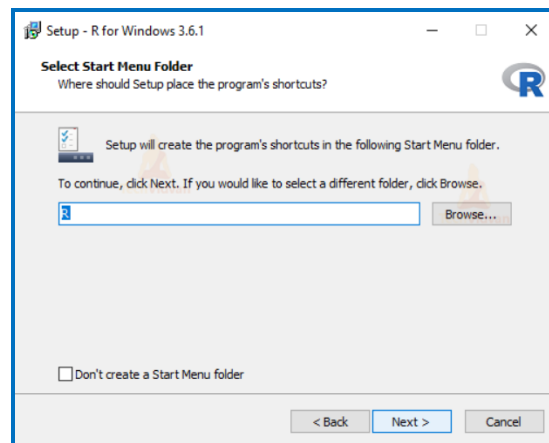 Setup - R for Windows 3.6.1
Select Start Menu Folder
Where should Setup place the program's shortcuts?
R
Setup will create the program's shortcuts in the following Start Menu folder.
To continue, click Next. If you would like to select a different folder, click Browse.
R
Browse...
Don't create a Start Menu folder
< Back
Next >
Cancel